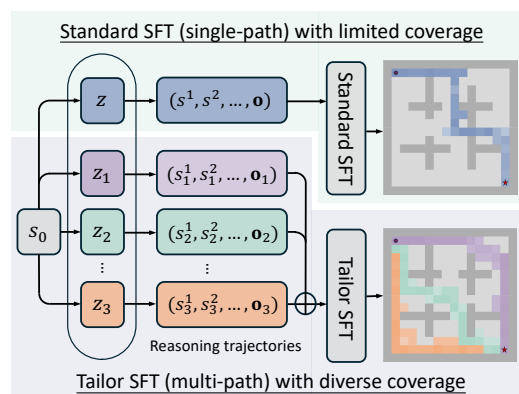 Standard SFT (single-path) with limited coverage
z
(s¹, s², …, o)
Standard SFT
z₁
(s₁¹, s₁², …, o₁)
s₀
z₂
(s₂¹, s₂², …, o₂)
⋮
⋮
Tailor SFT
z₃
(s₃¹, s₃², …, o₃)
Reasoning trajectories
Tailor SFT (multi-path) with diverse coverage